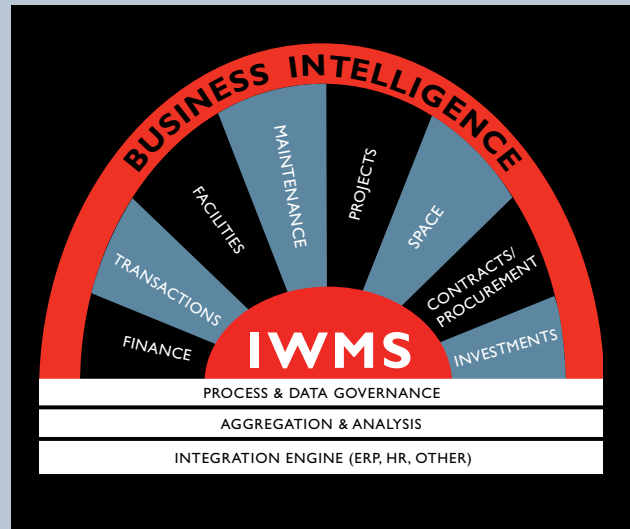 BUSINESS INTELLIGENCE
FINANCE
TRANSACTIONS
FACILITIES
MAINTENANCE
PROJECTS
SPACE
CONTRACTS/
PROCUREMENT
INVESTMENTS
IWMS
PROCESS & DATA GOVERNANCE
AGGREGATION & ANALYSIS
INTEGRATION ENGINE (ERP, HR, OTHER)